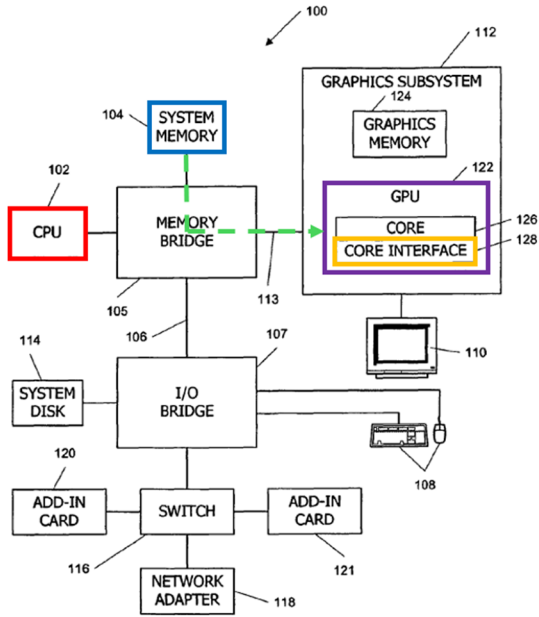 100
112
GRAPHICS SUBSYSTEM
124
GRAPHICS
MEMORY
104
SYSTEM
MEMORY
122
GPU
102
CPU
MEMORY
BRIDGE
CORE
126
CORE INTERFACE
128
105
113
106
114
107
110
SYSTEM
DISK
I/O
BRIDGE
108
120
ADD-IN
CARD
SWITCH
ADD-IN
CARD
116
121
NETWORK
ADAPTER
118